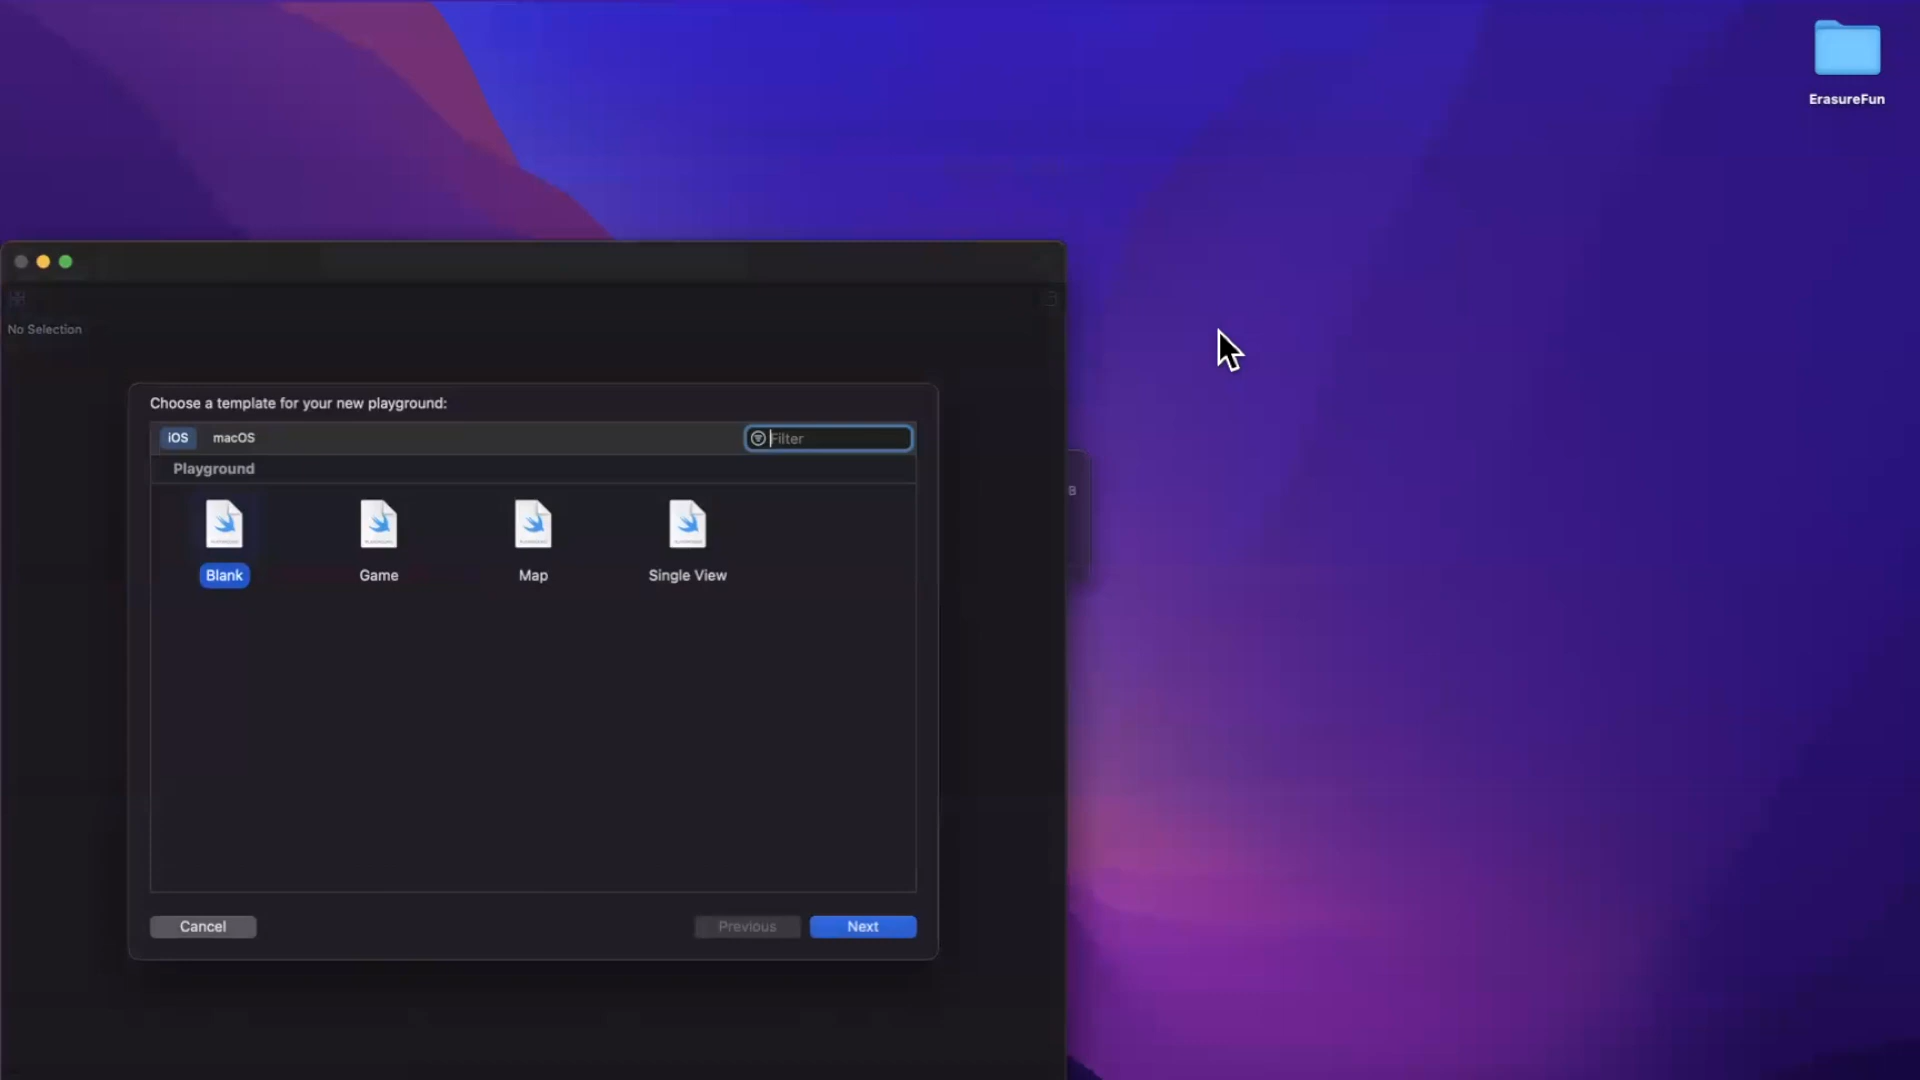 ErasureFun
No Selection
Choose a template for your new playground:
iOS macOS Filter
Playground
Blank Game Map Single View
B
Cancel Previous Next